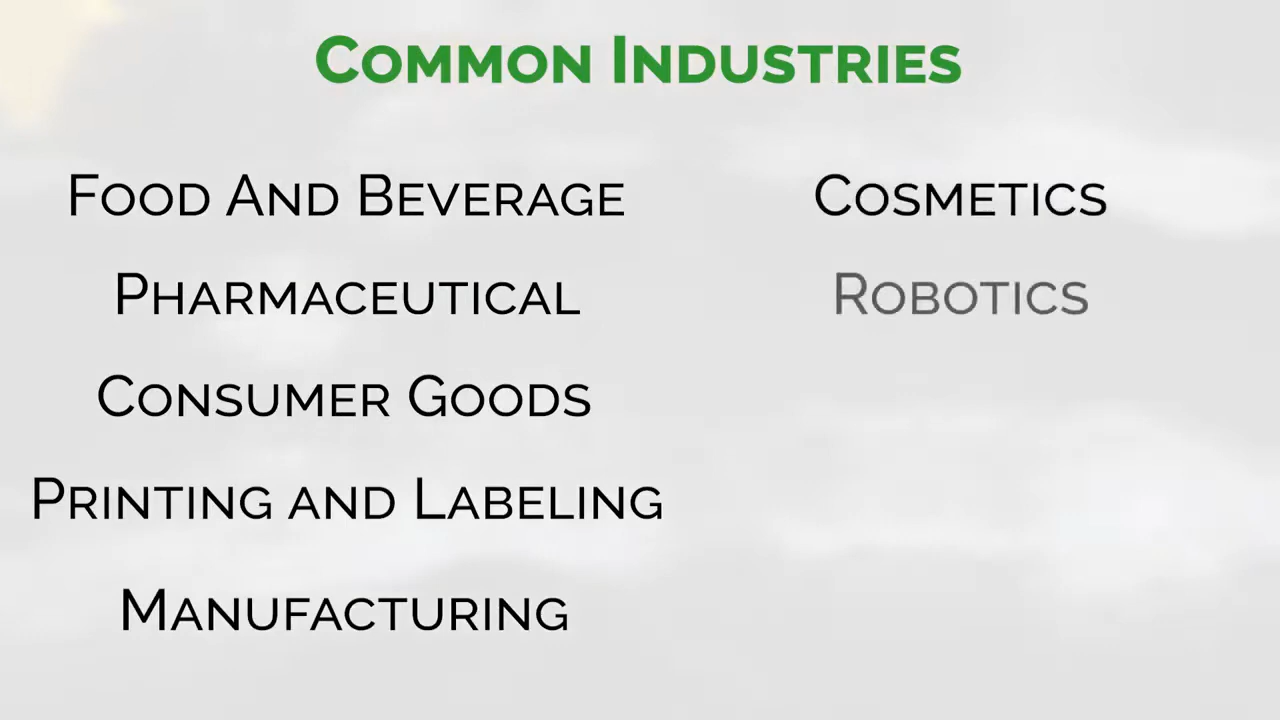 Common Industries
Food And Beverage
Pharmaceutical
Consumer Goods
Printing and Labeling
Manufacturing
Cosmetics
Robotics